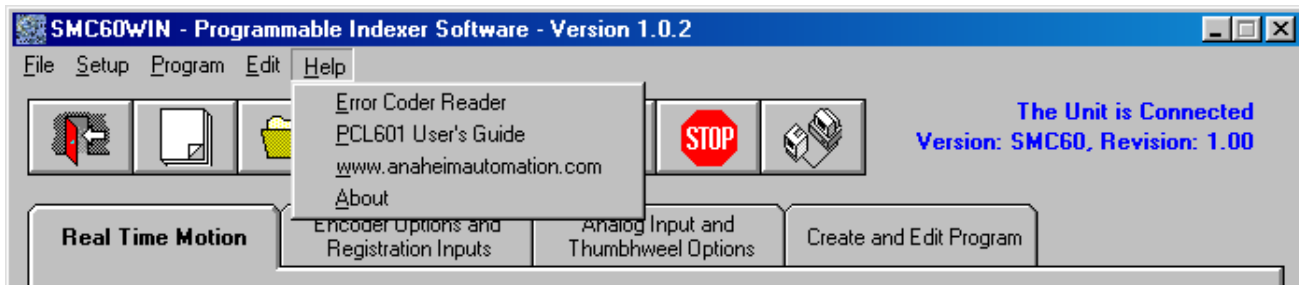 SMC60WIN - Programmable Indexer Software - Version 1.0.2
File Setup Program Edit Help
Error Coder Reader
PCL601 User's Guide
www.anaheimautomation.com
About
STOP
The Unit is Connected
Version: SMC60, Revision: 1.00
Real Time Motion
Encoder Options and
Registration Inputs
Analog Input and
Thumbhweel Options
Create and Edit Program